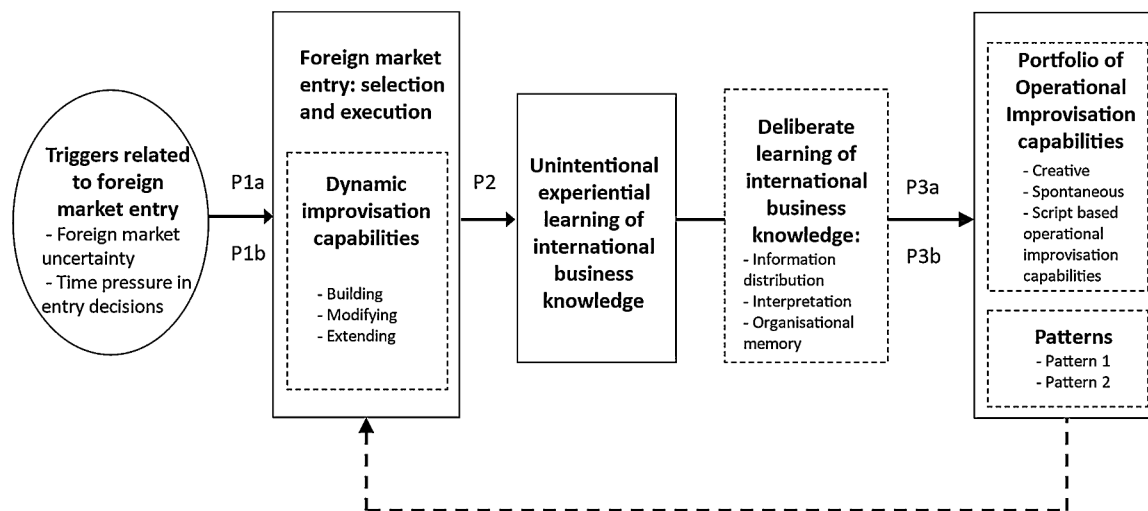 Triggers related
to foreign
market entry
- Foreign market
uncertainty
- Time pressure in
entry decisions
P1a
P1b
Foreign market
entry: selection
and execution
Dynamic
improvisation
capabilities
- Building
- Modifying
- Extending
P2
Unintentional
experiential
learning of
international
business
knowledge
Deliberate
learning of
international
business
knowledge:
- Information
distribution
- Interpretation
- Organisational
memory
P3a
P3b
Portfolio of
Operational
Improvisation
capabilities
- Creative
- Spontaneous
- Script based
operational
improvisation
capabilities
Patterns
- Pattern 1
- Pattern 2